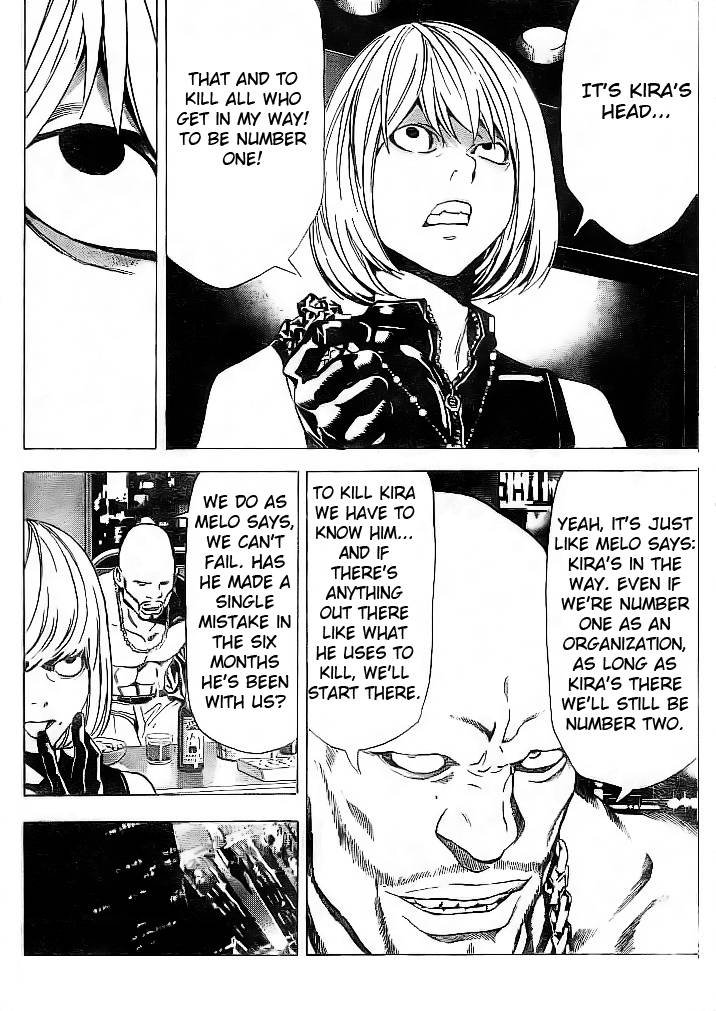 IT'S KIRA'S
HEAD...
THAT AND TO
KILL ALL WHO
GET IN MY WAY!
TO BE NUMBER
ONE!
YEAH, IT'S JUST
LIKE MELO SAYS:
KIRA'S IN THE
WAY. EVEN IF
WE'RE NUMBER
ONE AS AN
ORGANIZATION,
AS LONG AS
KIRA'S THERE
WE'LL STILL BE
NUMBER TWO.
TO KILL KIRA
WE HAVE TO
KNOW HIM...
AND IF
THERE'S
ANYTHING
OUT THERE
LIKE WHAT
HE USES TO
KILL, WE'LL
START THERE.
WE DO AS
MELO SAYS,
WE CAN'T
FAIL. HAS
HE MADE A
SINGLE
MISTAKE IN
THE SIX
MONTHS
HE'S BEEN
WITH US?